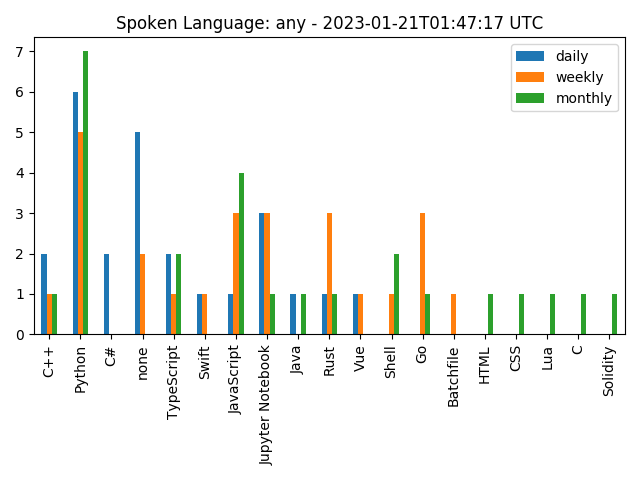 Spoken Language: any - 2023-01-21T01:47:17 UTC
daily
weekly
monthly
7
6
5
4
3
2
1
0
C++
Python
C#
none
TypeScript
Swift
JavaScript
Jupyter Notebook
Java
Rust
Vue
Shell
Go
Batchfile
HTML
CSS
Lua
C
Solidity